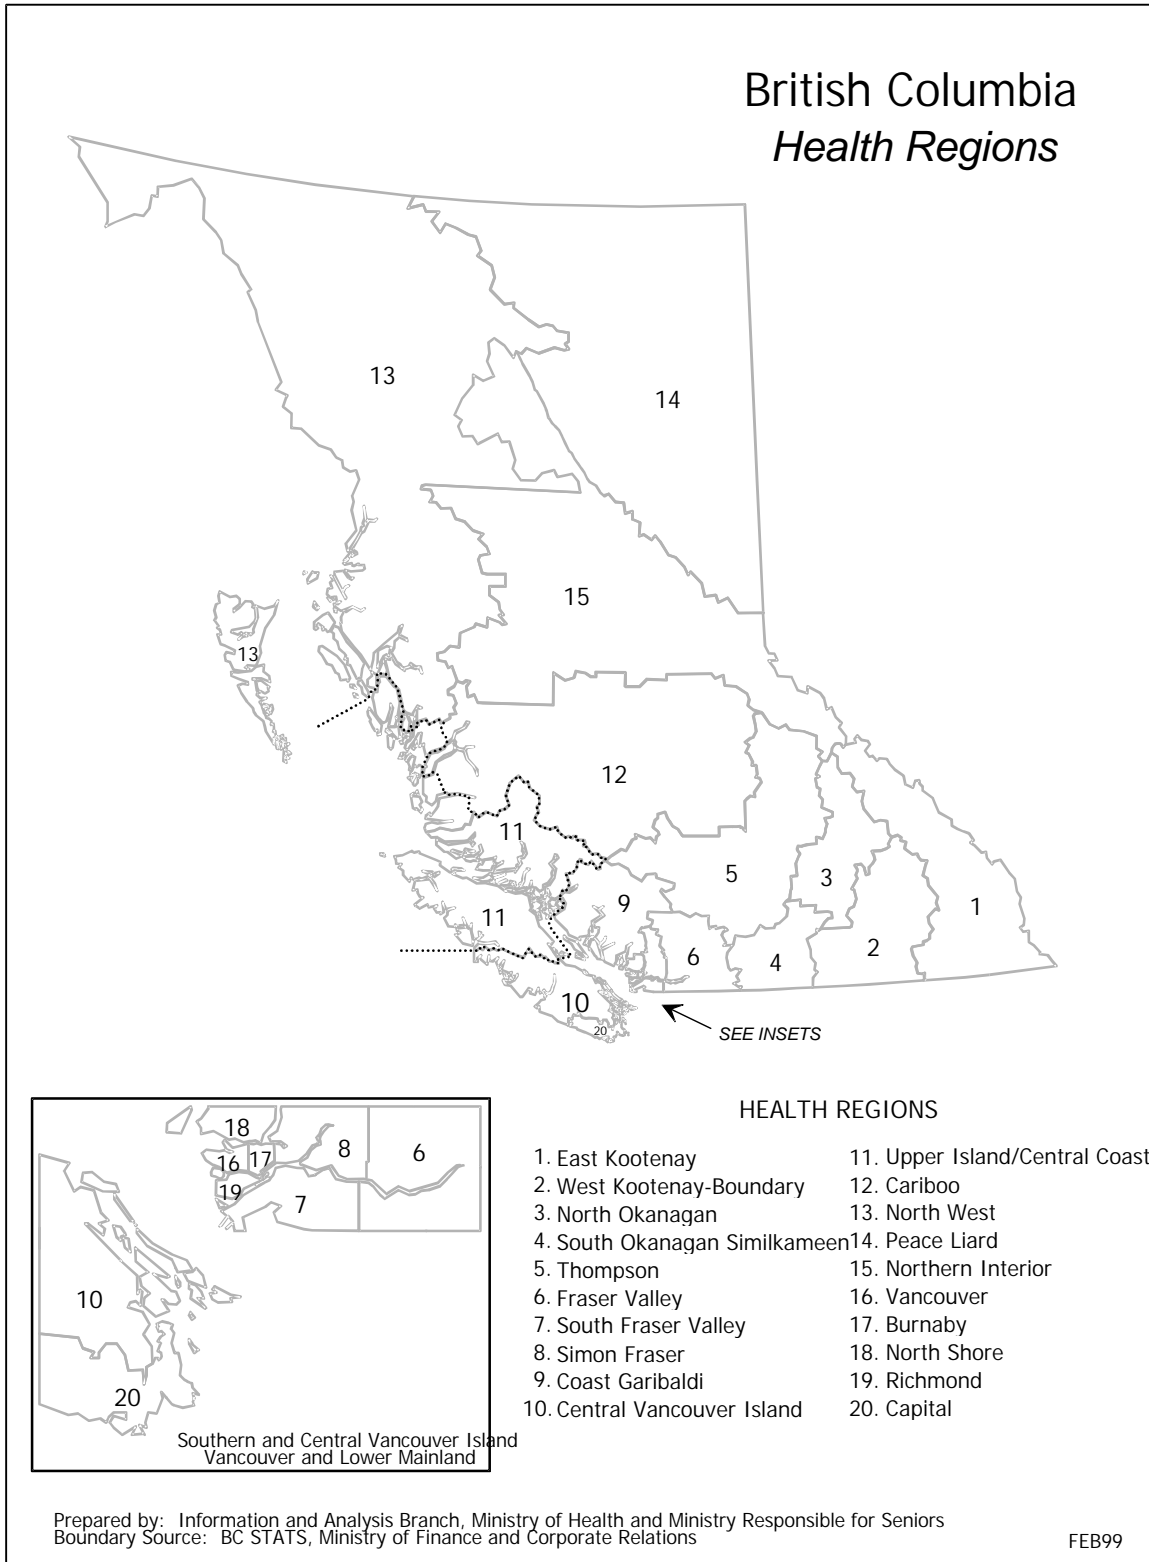 British Columbia
Health Regions
13
14
15
13
12
11
5
3
9
1
11
2
6
4
10
20
SEE INSETS
18
8
6
16
17
19
7
10
20
Southern and Central Vancouver Island
Vancouver and Lower Mainland
HEALTH REGIONS
1. East Kootenay
2. West Kootenay-Boundary
3. North Okanagan
4. South Okanagan Similkameen
5. Thompson
6. Fraser Valley
7. South Fraser Valley
8. Simon Fraser
9. Coast Garibaldi
10. Central Vancouver Island
11. Upper Island/Central Coast
12. Cariboo
13. North West
14. Peace Liard
15. Northern Interior
16. Vancouver
17. Burnaby
18. North Shore
19. Richmond
20. Capital
Prepared by: Information and Analysis Branch, Ministry of Health and Ministry Responsible for Seniors
Boundary Source: BC STATS, Ministry of Finance and Corporate Relations
FEB99